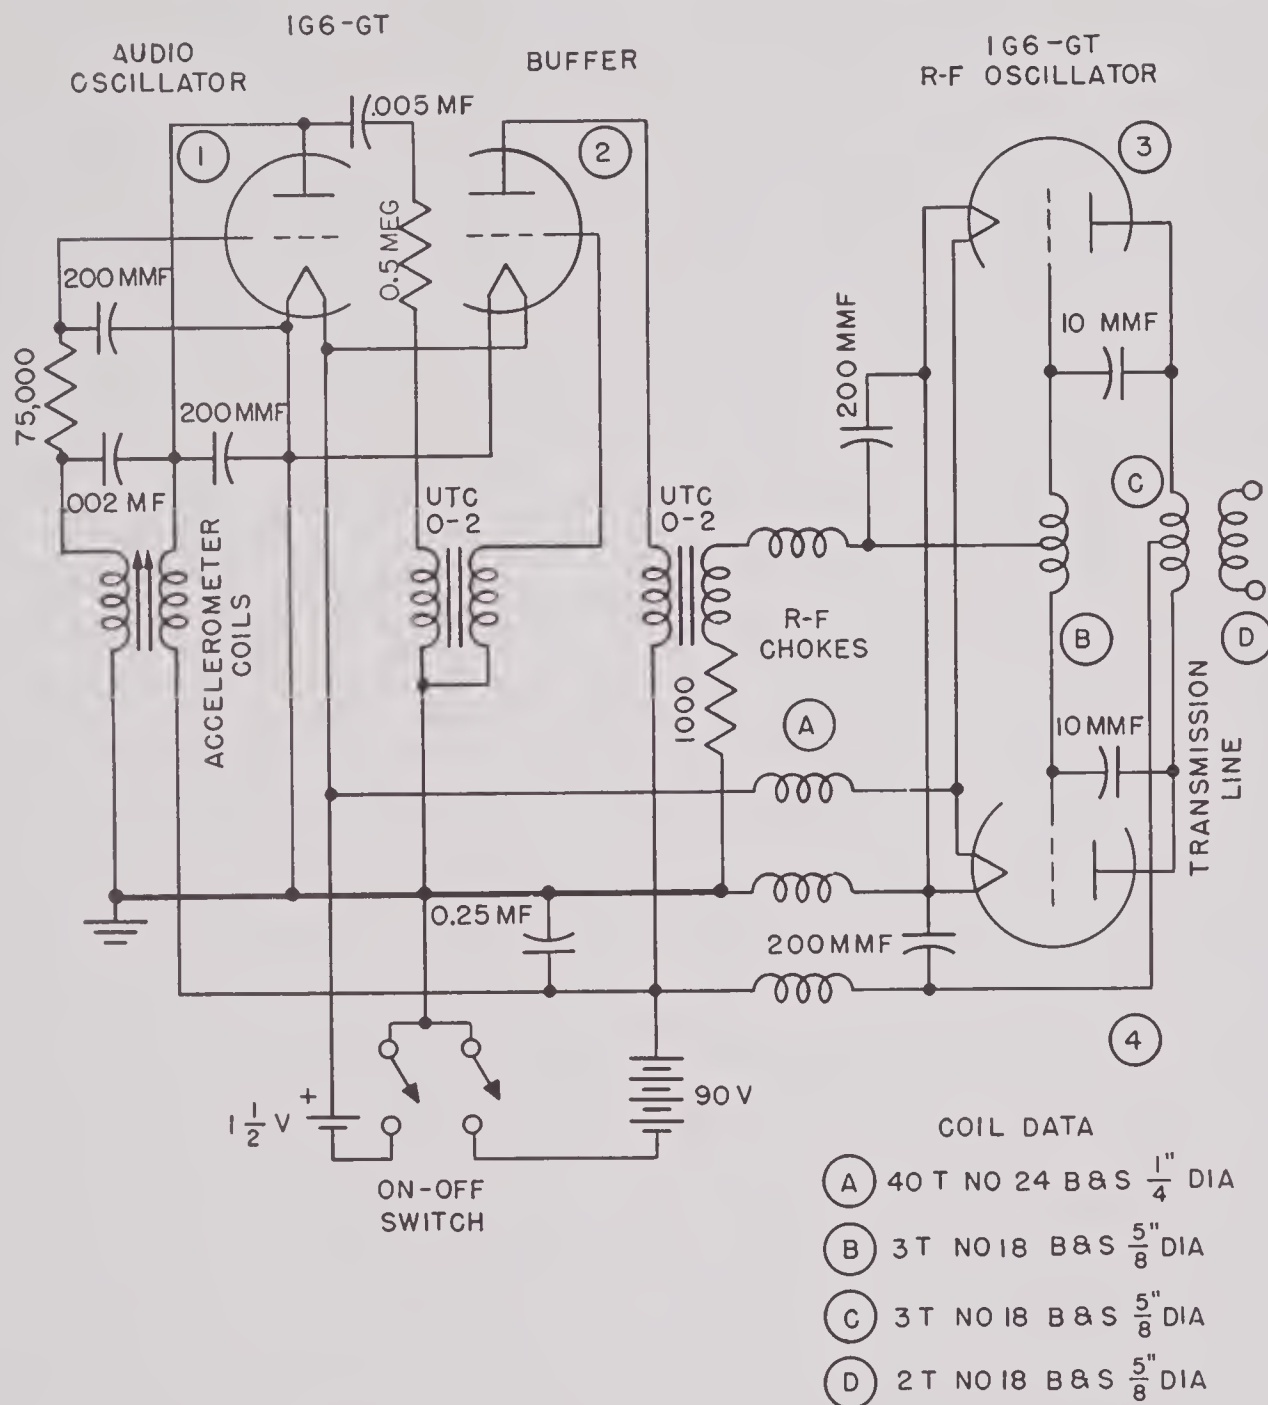 1G6-GT
AUDIO
OSCILLATOR
BUFFER
1G6-GT
R-F OSCILLATOR
.005 MF
1
2
3
0.5 MEG
200 MMF
75,000
200 MMF
.002 MF
ACCELEROMETER
COILS
UTC
O-2
UTC
O-2
200 MMF
10 MMF
C
R-F
CHOKES
B
D
1000
A
10 MMF
TRANSMISSION
LINE
0.25 MF
200 MMF
4
+
1 1/2 V
90 V
ON-OFF
SWITCH
COIL DATA
A 40 T NO 24 B & S 1/4" DIA
B 3 T NO 18 B & S 5/8" DIA
C 3 T NO 18 B & S 5/8" DIA
D 2 T NO 18 B & S 5/8" DIA